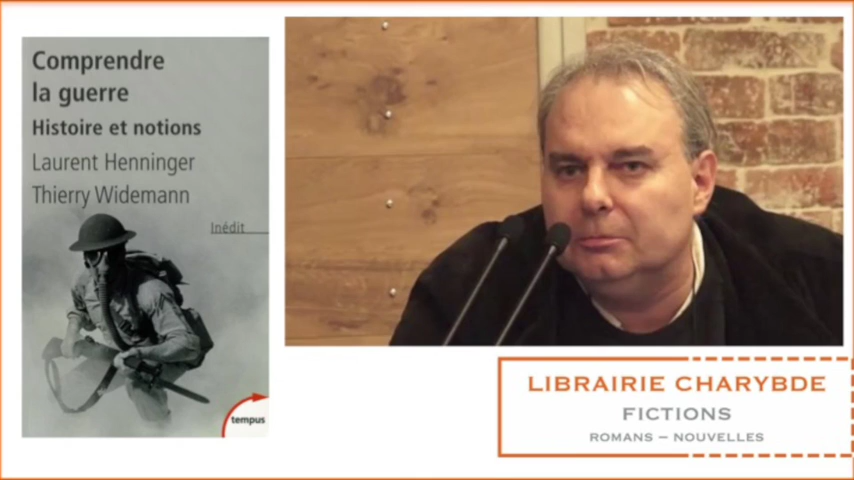 Comprendre
la guerre
Histoire et notions
Laurent Henninger
Thierry Widemann
Inédit
tempus
LIBRAIRIE CHARYBDE
FICTIONS
ROMANS – NOUVELLES